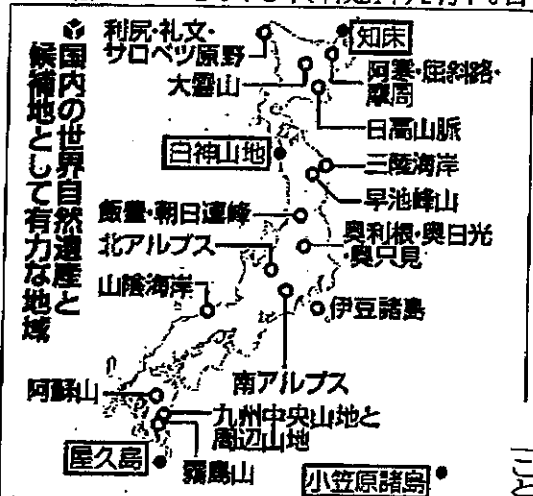 国内の世界自然遺産と
候補地として有力な地域
利尻・礼文・
サロベツ原野
知床
大雪山
阿寒・屈斜路・
摩周
日高山脈
白神山地
三陸海岸
早池峰山
飯豊・朝日連峰
北アルプス
奥利根・奥日光
・奥只見
山陰海岸
伊豆諸島
南アルプス
阿蘇山
九州中央山地と
周辺山地
屋久島
霧島山
小笠原諸島